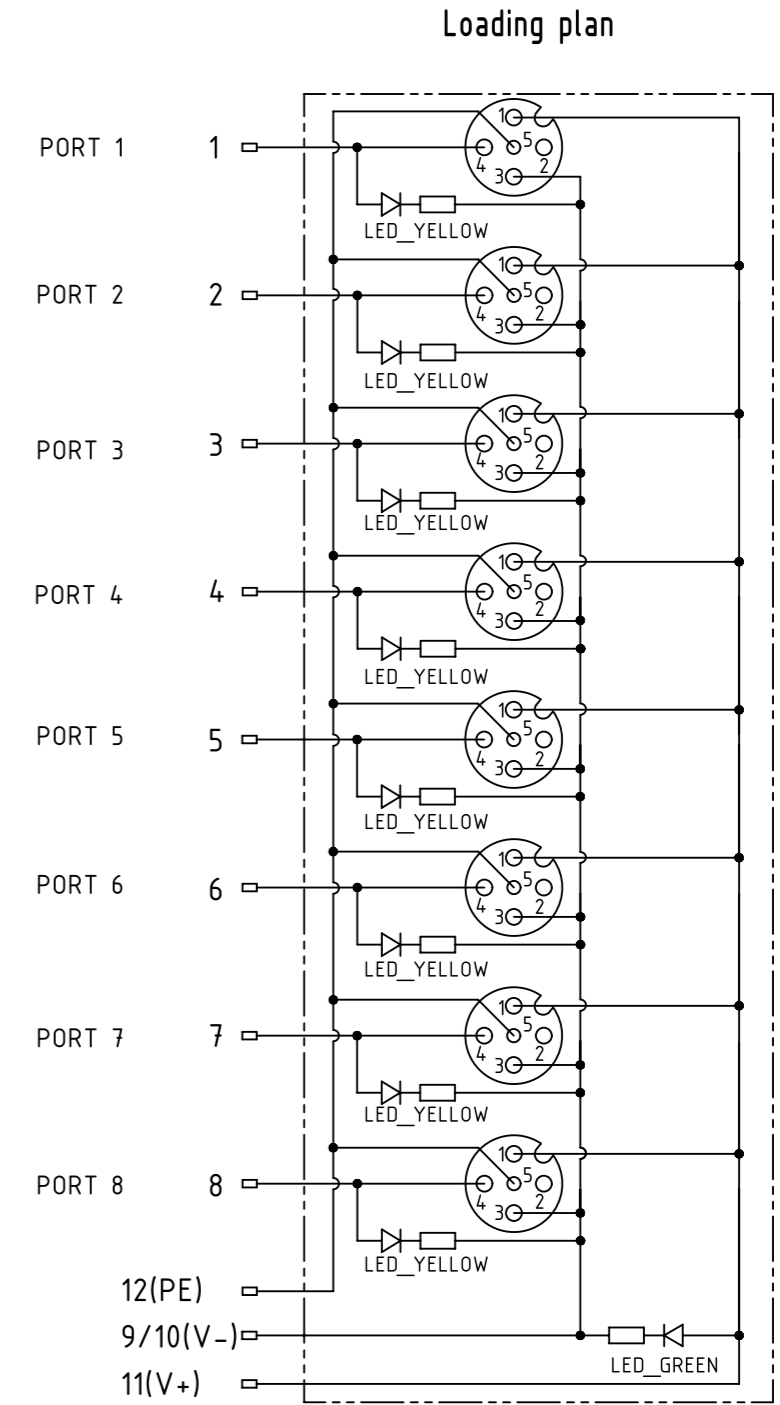 Loading plan
PORT 1 1
1 5 4 2 3
LED_YELLOW
PORT 2 2
1 5 4 2 3
LED_YELLOW
PORT 3 3
1 5 4 2 3
LED_YELLOW
PORT 4 4
1 5 4 2 3
LED_YELLOW
PORT 5 5
1 5 4 2 3
LED_YELLOW
PORT 6 6
1 5 4 2 3
LED_YELLOW
PORT 7 7
1 5 4 2 3
LED_YELLOW
PORT 8 8
1 5 4 2 3
LED_YELLOW
12(PE)
9/10(V-)
LED_GREEN
11(V+)